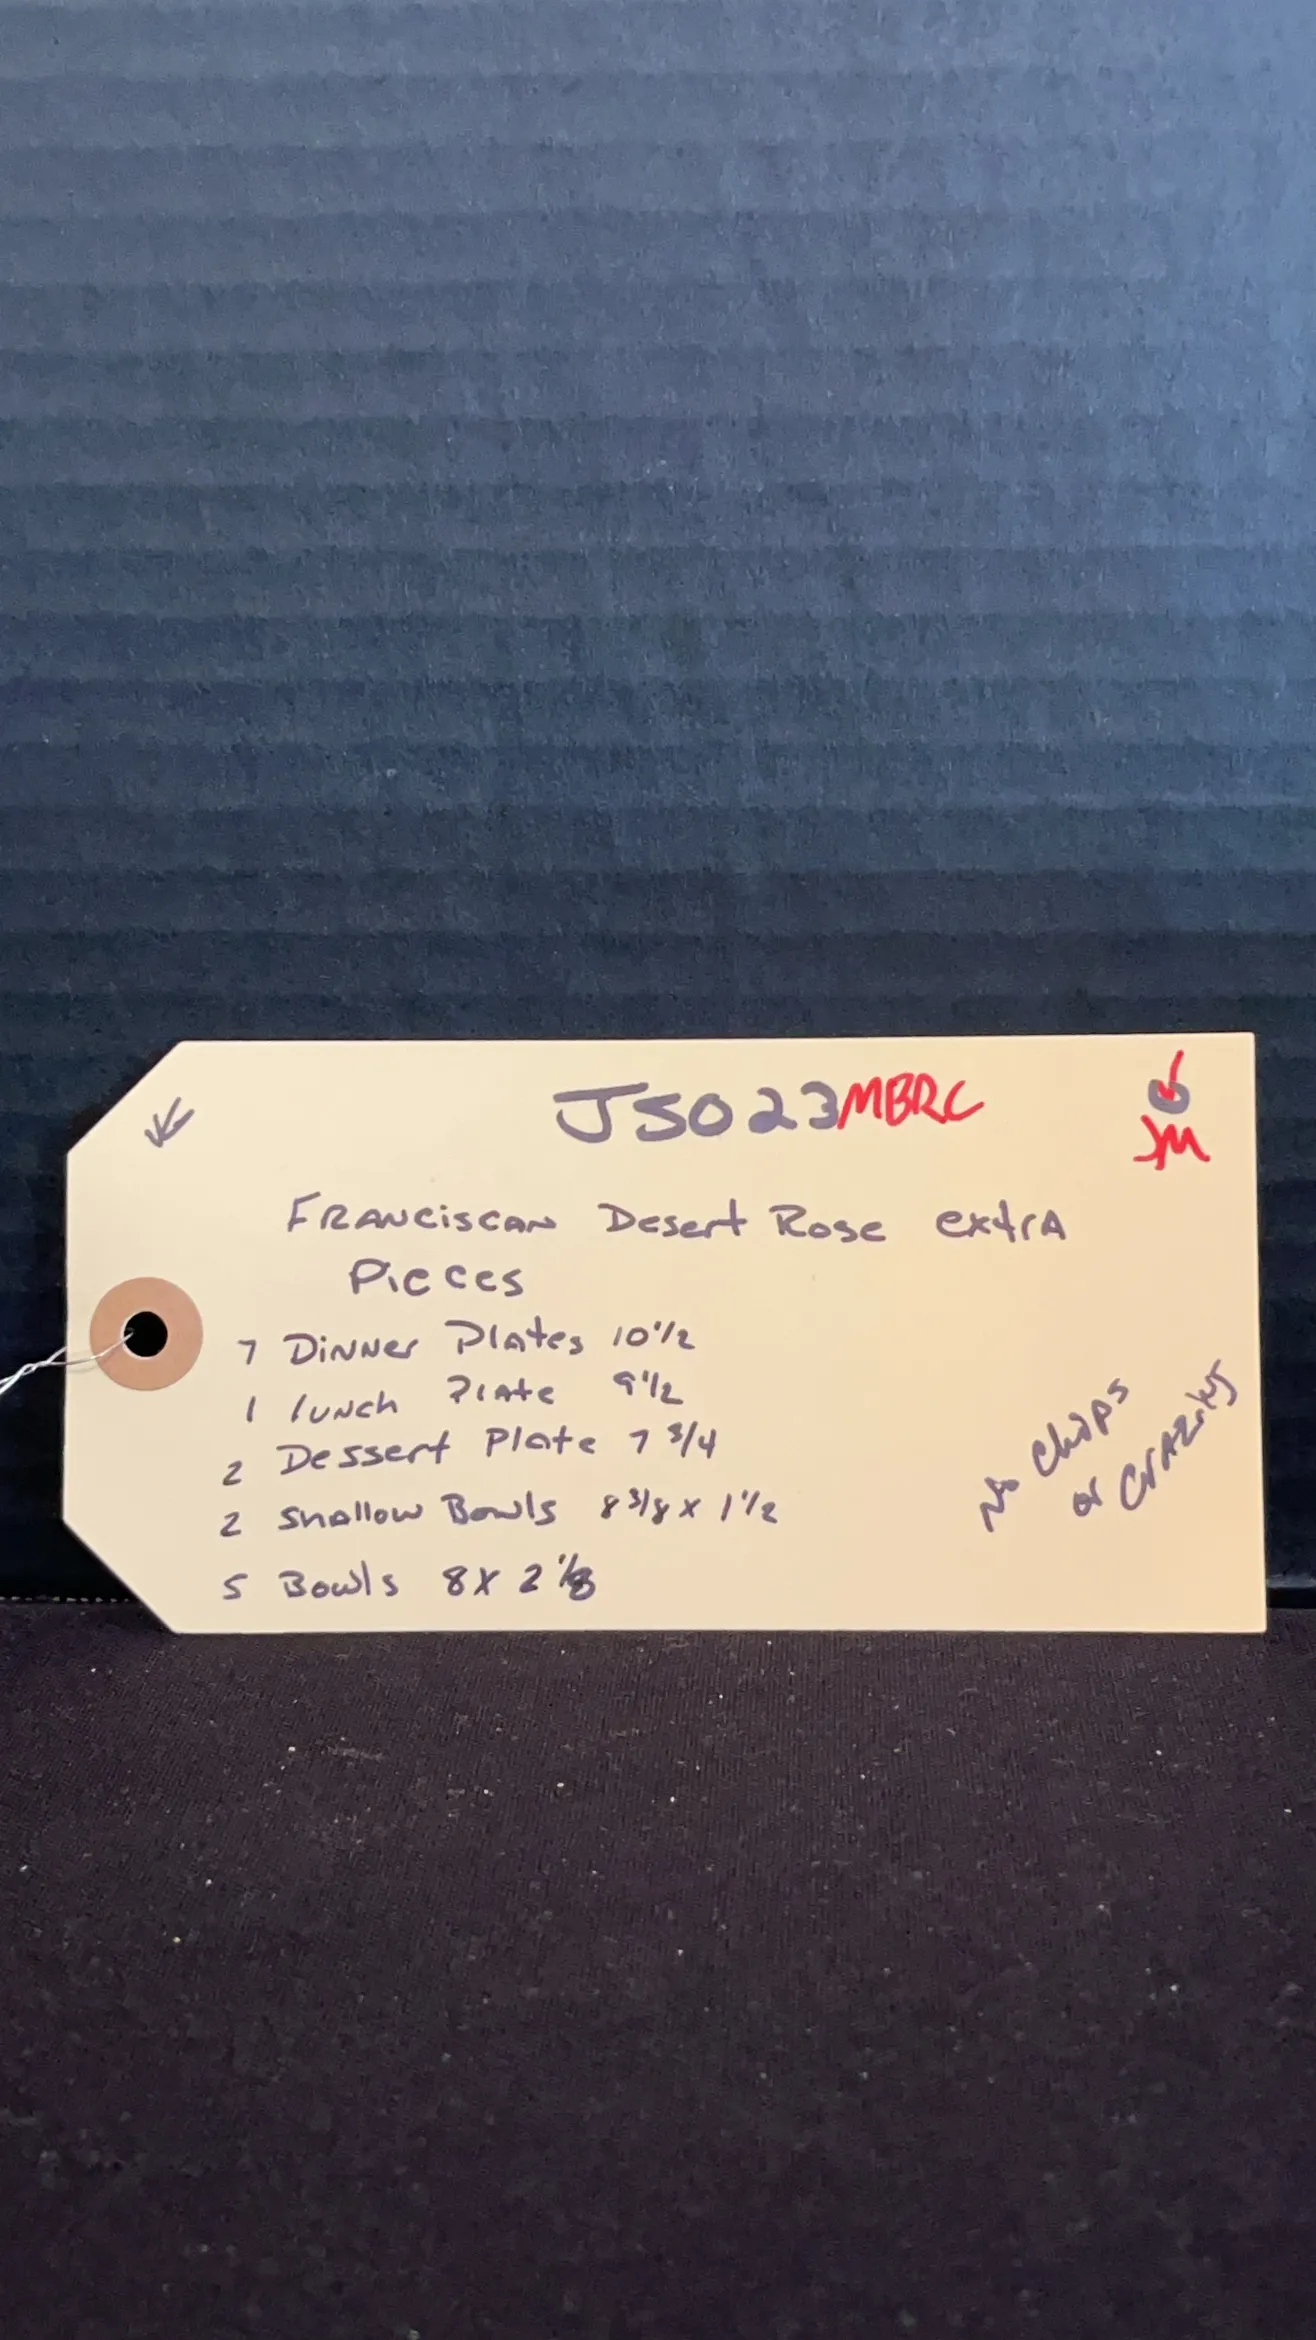 JS023MBRC
JM
Franciscan Desert Rose extra
Pieces
7 Dinner Plates 10 1/2
1 lunch Plate 9 1/2
2 Dessert Plate 7 3/4
2 Shallow Bowls 8 3/8 x 1 1/2
5 Bowls 8 x 2 1/8
No Chips
or Crazing